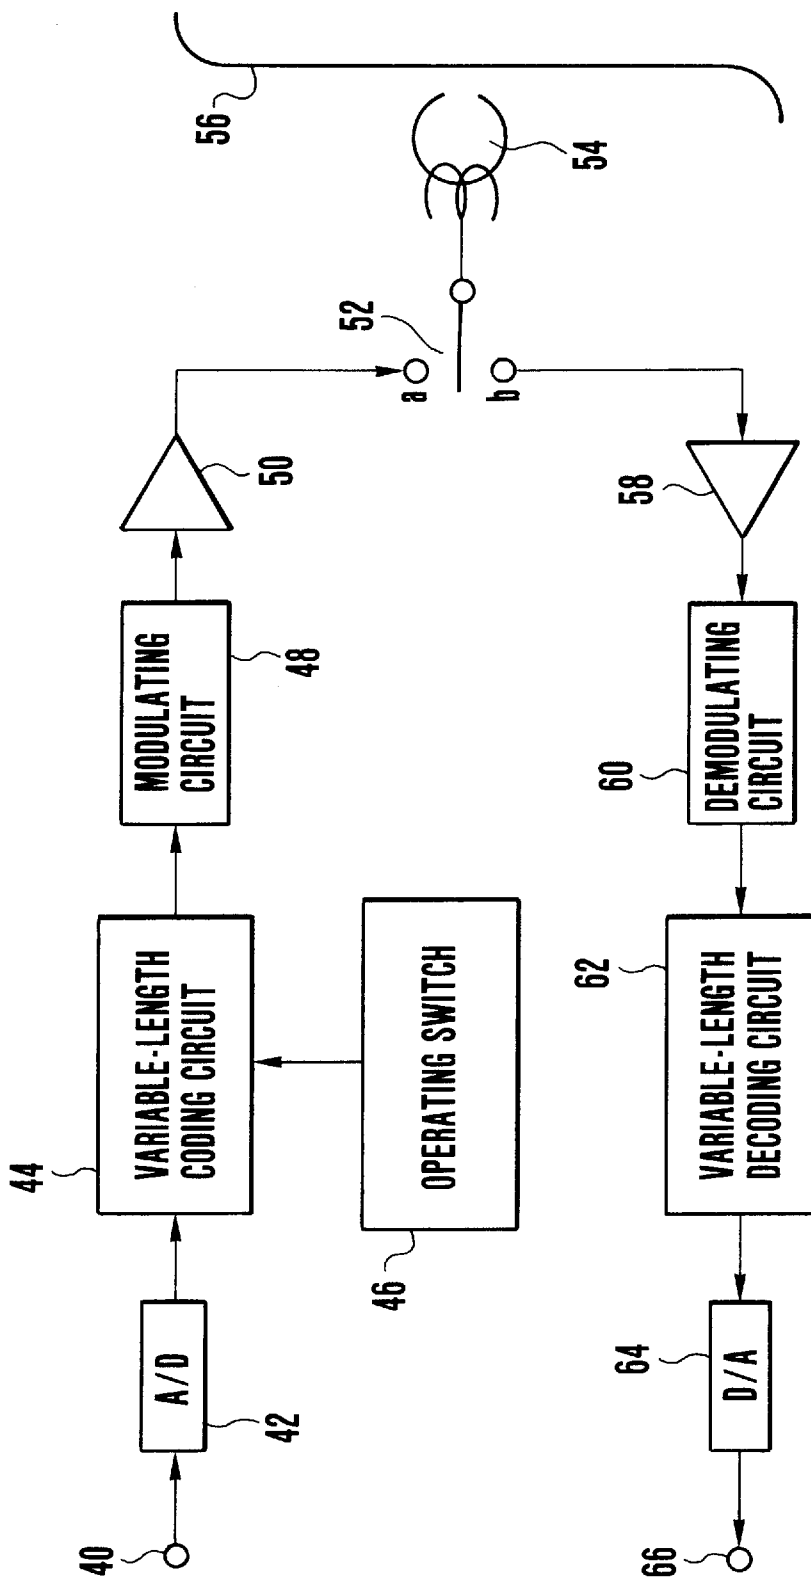 40
A/D
42
44
VARIABLE-LENGTH
CODING CIRCUIT
46
OPERATING SWITCH
MODULATING
CIRCUIT
48
50
52
a
b
54
56
58
60
DEMODULATING
CIRCUIT
62
VARIABLE-LENGTH
DECODING CIRCUIT
64
D/A
66